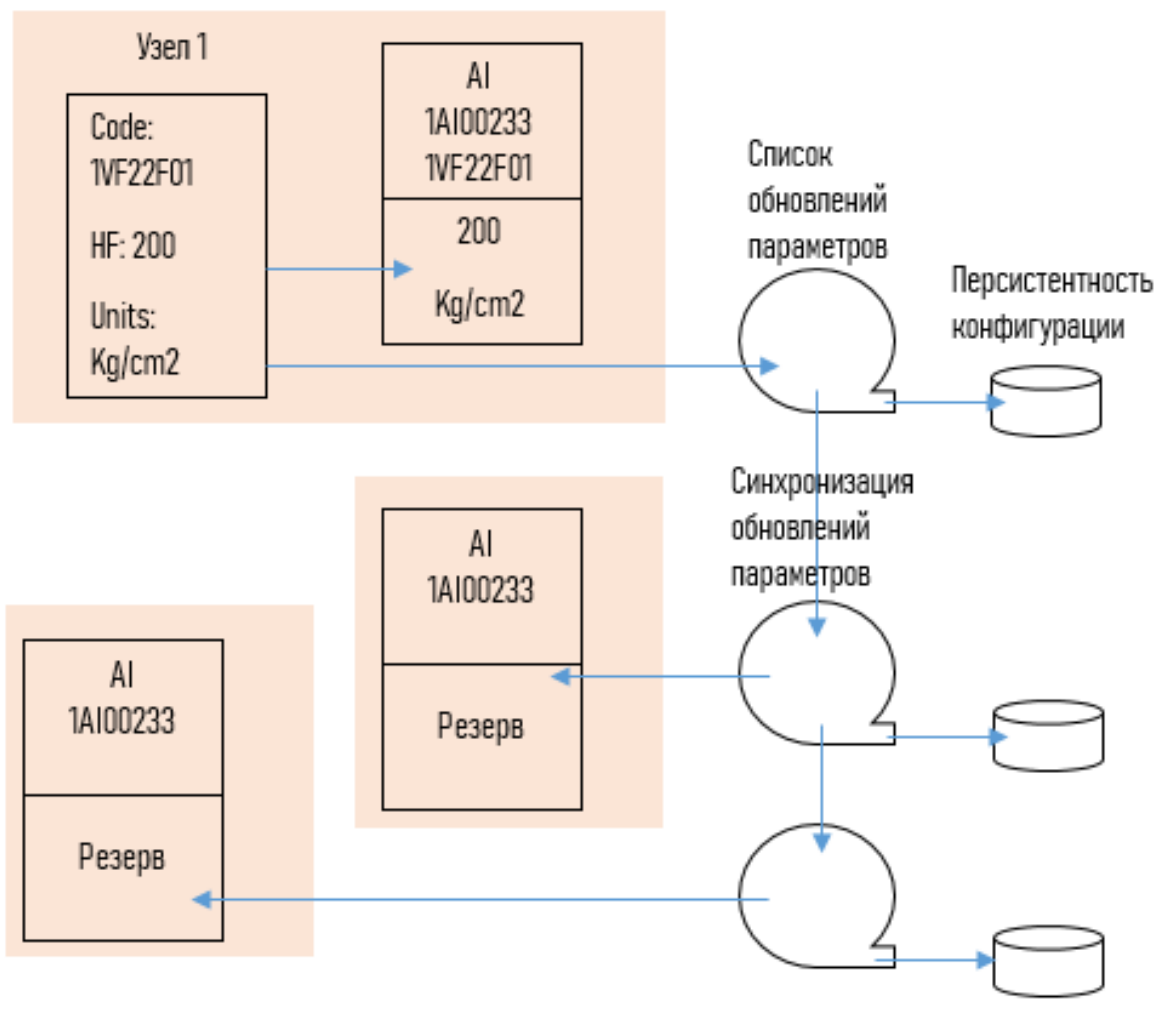 Узел 1
Code:
1VF22F01
HF: 200
Units:
Kg/cm2
AI
1AI00233
1VF22F01
200
Kg/cm2
Список
обновлений
параметров
Персистентность
конфигурации
Синхронизация
обновлений
параметров
AI
1AI00233
Резерв
AI
1AI00233
Резерв